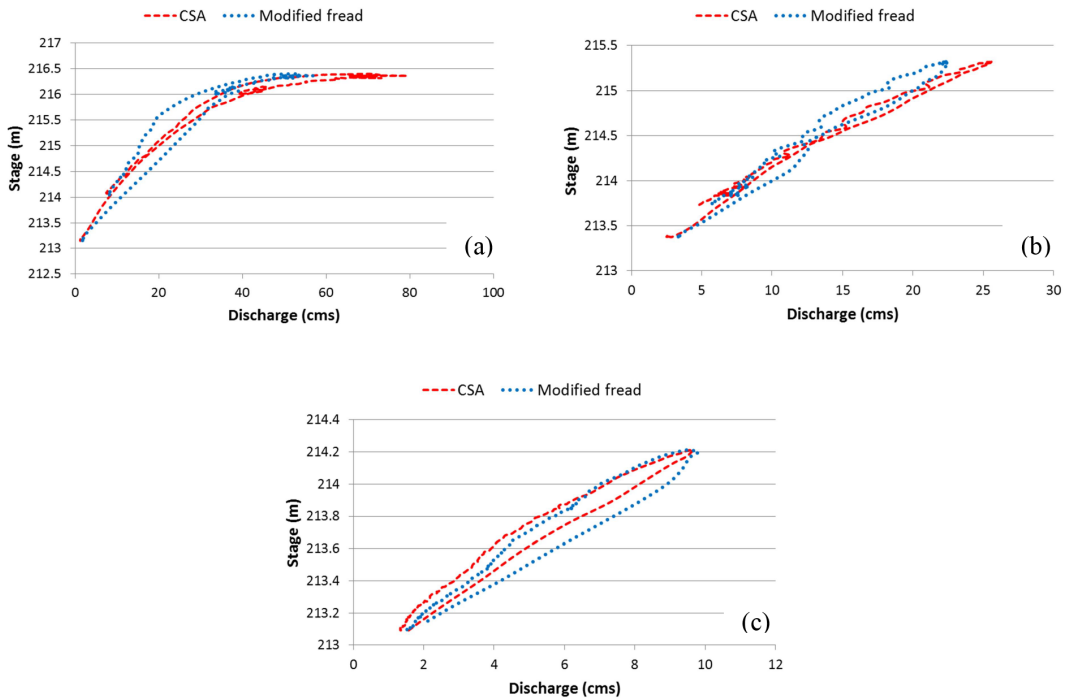 CSA Modified fread
217
216.5
216
215.5
215
214.5
214
213.5
213
212.5
0 20 40 60 80 100
Stage (m)
Discharge (cms)
(a)
CSA Modified fread
215.5
215
214.5
214
213.5
213
0 5 10 15 20 25 30
Stage (m)
Discharge (cms)
(b)
CSA Modified fread
214.4
214.2
214
213.8
213.6
213.4
213.2
213
0 2 4 6 8 10 12
Stage (m)
Discharge (cms)
(c)